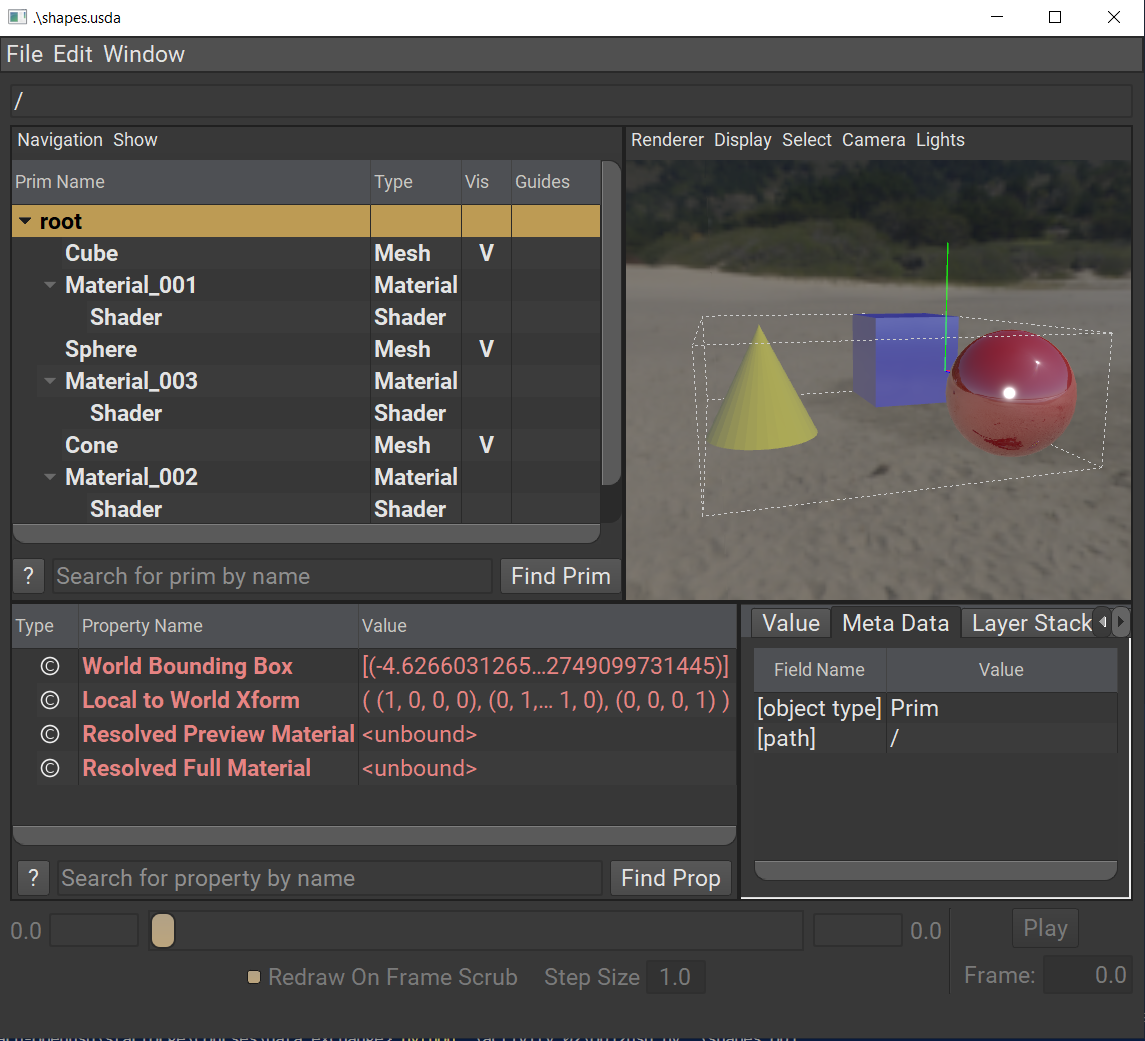 .\shapes.usda
File Edit Window
/
Navigation Show
Prim Name Type Vis Guides
root
Cube Mesh V
Material_001 Material
Shader Shader
Sphere Mesh V
Material_003 Material
Shader Shader
Cone Mesh V
Material_002 Material
Shader Shader
? Search for prim by name Find Prim
Renderer Display Select Camera Lights
Type Property Name Value
© World Bounding Box [(-4.6266031265...2749099731445)]
© Local to World Xform ( (1, 0, 0, 0), (0, 1,... 1, 0), (0, 0, 0, 1) )
© Resolved Preview Material <unbound>
© Resolved Full Material <unbound>
? Search for property by name Find Prop
Value Meta Data Layer Stack
Field Name Value
[object type] Prim
[path] /
0.0 0.0 Play
Redraw On Frame Scrub Step Size 1.0 Frame: 0.0